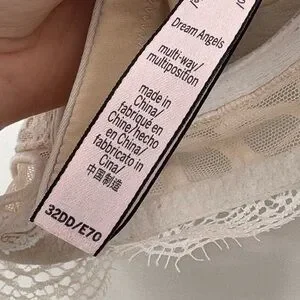 Dream Angels
multi-way/
multiposition
made in
China/
fabriqué en
Chine/hecho
en China/
fabbricato in
Cina/
中国制造
32DD/E70